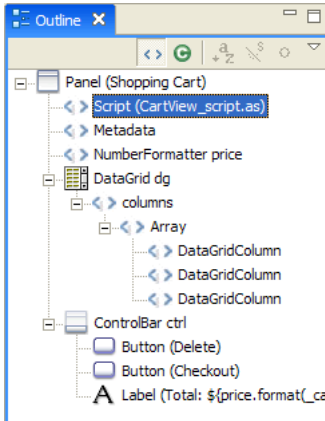 Outline
Panel (Shopping Cart)
Script (CartView_script.as)
Metadata
NumberFormatter price
DataGrid dg
columns
Array
DataGridColumn
DataGridColumn
DataGridColumn
ControlBar ctrl
Button (Delete)
Button (Checkout)
Label (Total: ${price.format(_ca